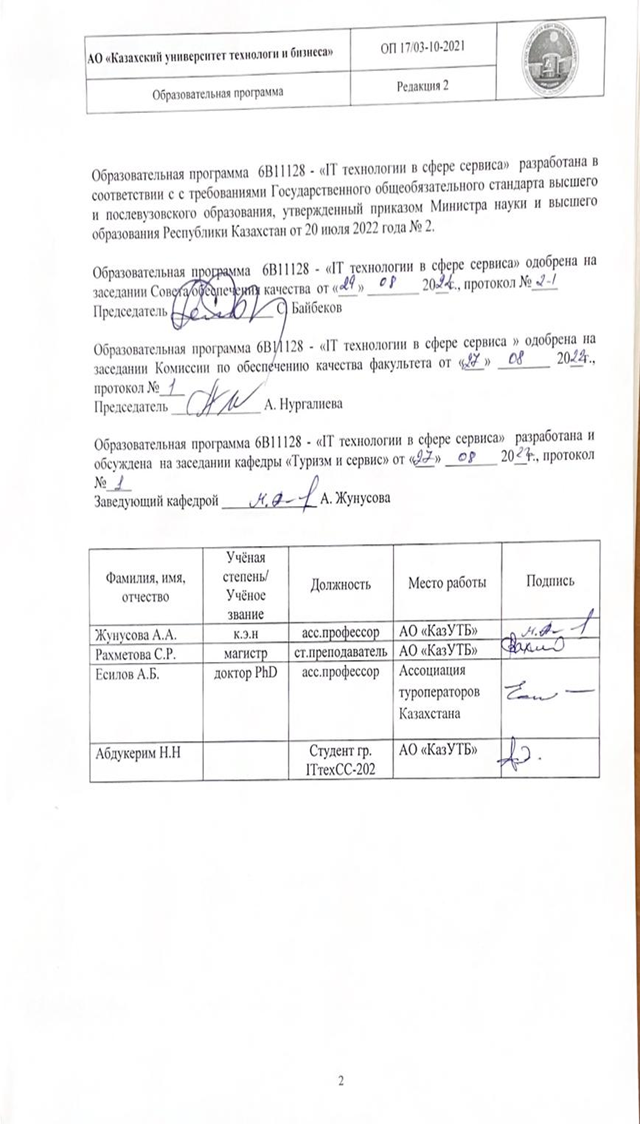 АО «Казахский университет технологи и бизнеса»
ОП 17/03-10-2021
Образовательная программа
Редакция 2
Образовательная программа 6В11128 - «IT технологии в сфере сервиса» разработана в
соответствии с с требованиями Государственного общеобязательного стандарта высшего
и послевузовского образования, утвержденный приказом Министра науки и высшего
образования Республики Казахстан от 20 июля 2022 года № 2.
Образовательная программа 6В11128 - «IT технологии в сфере сервиса» одобрена на
заседании Совета обеспечения качества от «29» 08 2022г., протокол № 2-1
Председатель С. Байбеков
Образовательная программа 6В11128 - «IT технологии в сфере сервиса » одобрена на
заседании Комиссии по обеспечению качества факультета от «27» 08 2022г.,
протокол № 1
Председатель А. Нургалиева
Образовательная программа 6В11128 - «IT технологии в сфере сервиса» разработана и
обсуждена на заседании кафедры «Туризм и сервис» от «27» 08 2022г., протокол
№ 1
Заведующий кафедрой А. Жунусова
Фамилия, имя, отчество
Учёная степень/ Учёное звание
Должность
Место работы
Подпись
Жунусова А.А. к.э.н асс.профессор АО «КазУТБ»
Рахметова С.Р. магистр ст.преподаватель АО «КазУТБ»
Есилов А.Б. доктор PhD асс.профессор Ассоциация
туроператоров
Казахстана
Абдукерим Н.Н Студент гр. АО «КазУТБ»
ITтехСС-202
2